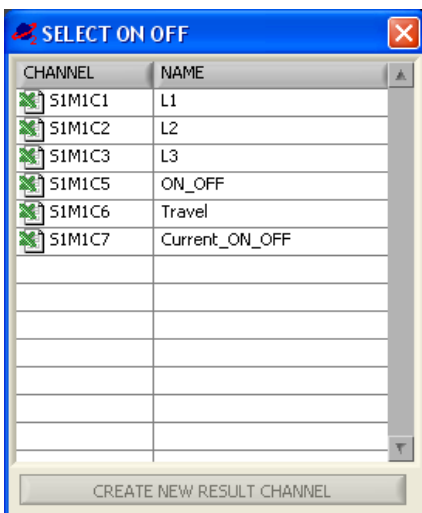 SELECT ON OFF
CHANNEL NAME
S1M1C1 L1
S1M1C2 L2
S1M1C3 L3
S1M1C5 ON_OFF
S1M1C6 Travel
S1M1C7 Current_ON_OFF
CREATE NEW RESULT CHANNEL